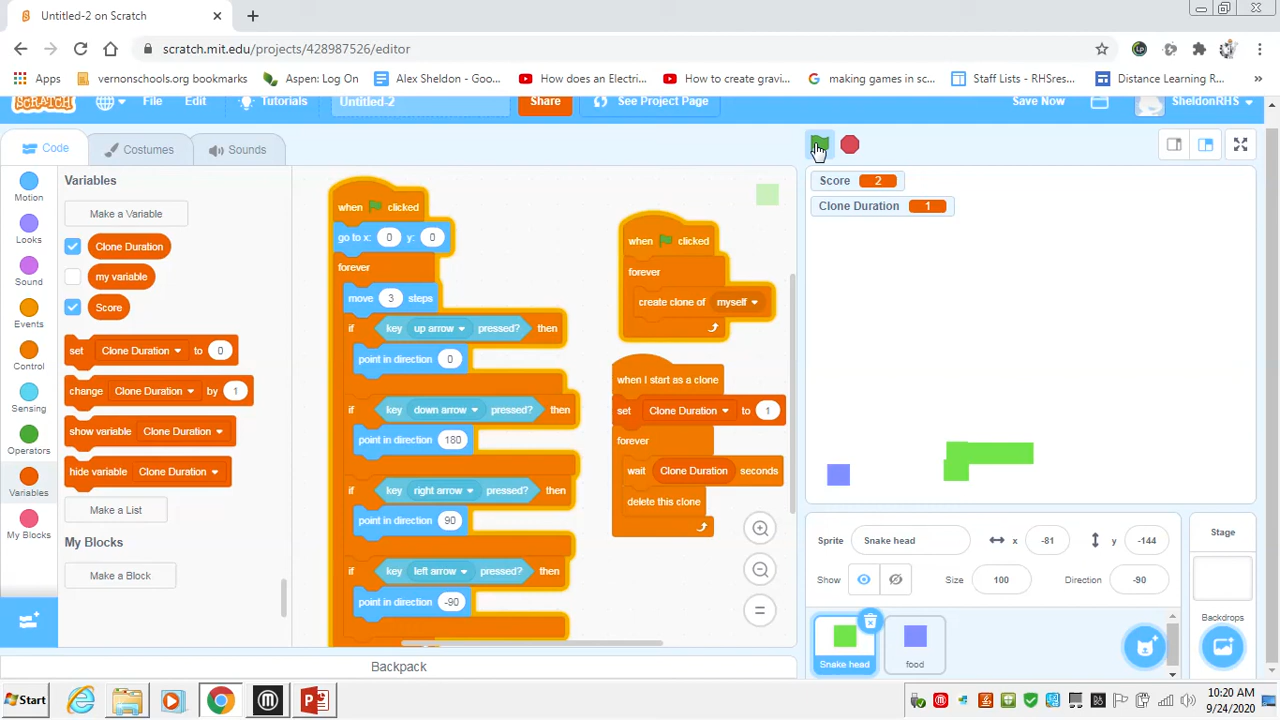 Untitled-2 on Scratch
scratch.mit.edu/projects/428987526/editor
Apps vernonschools.org bookmarks Aspen: Log On Alex Sheldon - Goo... How does an Electri... How to create gravi... making games in sc... Staff Lists - RHSres... Distance Learning R... »
SCRATCH File Edit Tutorials Untitled-2 Share See Project Page Save Now SheldonRHS
Code Costumes Sounds
Motion
Looks
Sound
Events
Control
Sensing
Operators
Variables
My Blocks
Variables
Make a Variable
Clone Duration
my variable
Score
set Clone Duration to 0
change Clone Duration by 1
show variable Clone Duration
hide variable Clone Duration
Make a List
My Blocks
Make a Block
when clicked
go to x: 0 y: 0
forever
move 3 steps
if key up arrow pressed? then
point in direction 0
if key down arrow pressed? then
point in direction 180
if key right arrow pressed? then
point in direction 90
if key left arrow pressed? then
point in direction -90
when clicked
forever
create clone of myself
when I start as a clone
set Clone Duration to 1
forever
wait Clone Duration seconds
delete this clone
Backpack
Score 2
Clone Duration 1
Sprite Snake head x -81 y -144
Show Size 100 Direction -90
Snake head
food
Stage
Backdrops
Start
10:20 AM
9/24/2020